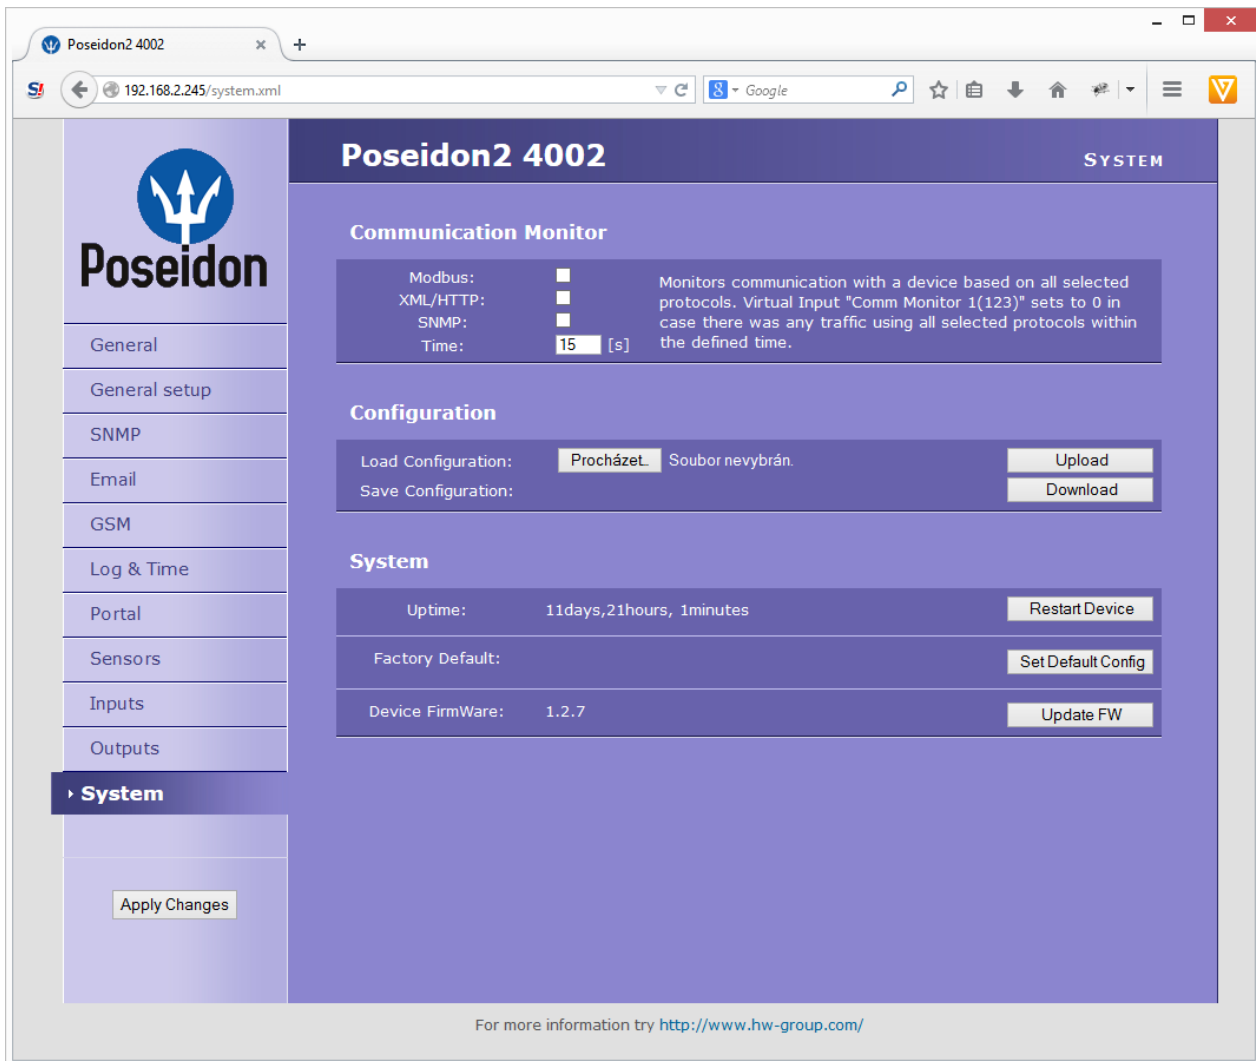 Poseidon2 4002
192.168.2.245/system.xml
Google
Poseidon
General
General setup
SNMP
Email
GSM
Log & Time
Portal
Sensors
Inputs
Outputs
System
Apply Changes
Poseidon2 4002
SYSTEM
Communication Monitor
Modbus:
XML/HTTP:
SNMP:
Time: 15 [s]
Monitors communication with a device based on all selected
protocols. Virtual Input "Comm Monitor 1(123)" sets to 0 in
case there was any traffic using all selected protocols within
the defined time.
Configuration
Load Configuration: Procházet.. Soubor nevybrán. Upload
Save Configuration: Download
System
Uptime: 11days,21hours, 1minutes Restart Device
Factory Default: Set Default Config
Device FirmWare: 1.2.7 Update FW
For more information try http://www.hw-group.com/